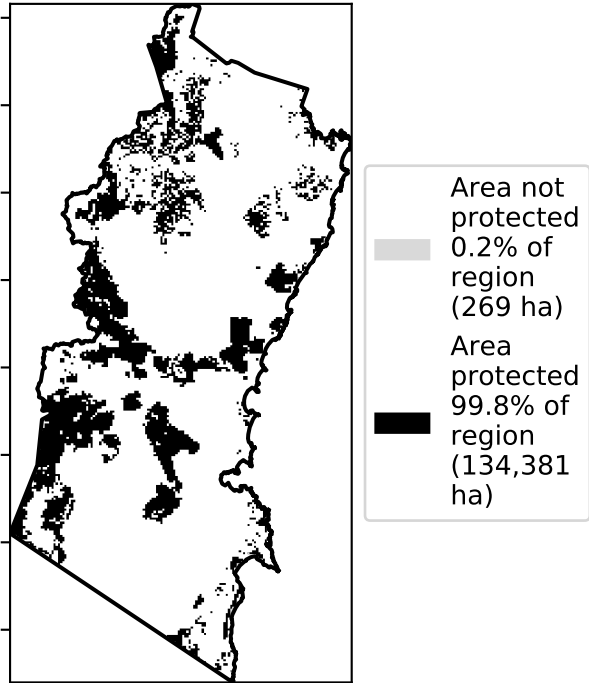 Area not
protected
0.2% of
region
(269 ha)
Area
protected
99.8% of
region
(134,381
ha)